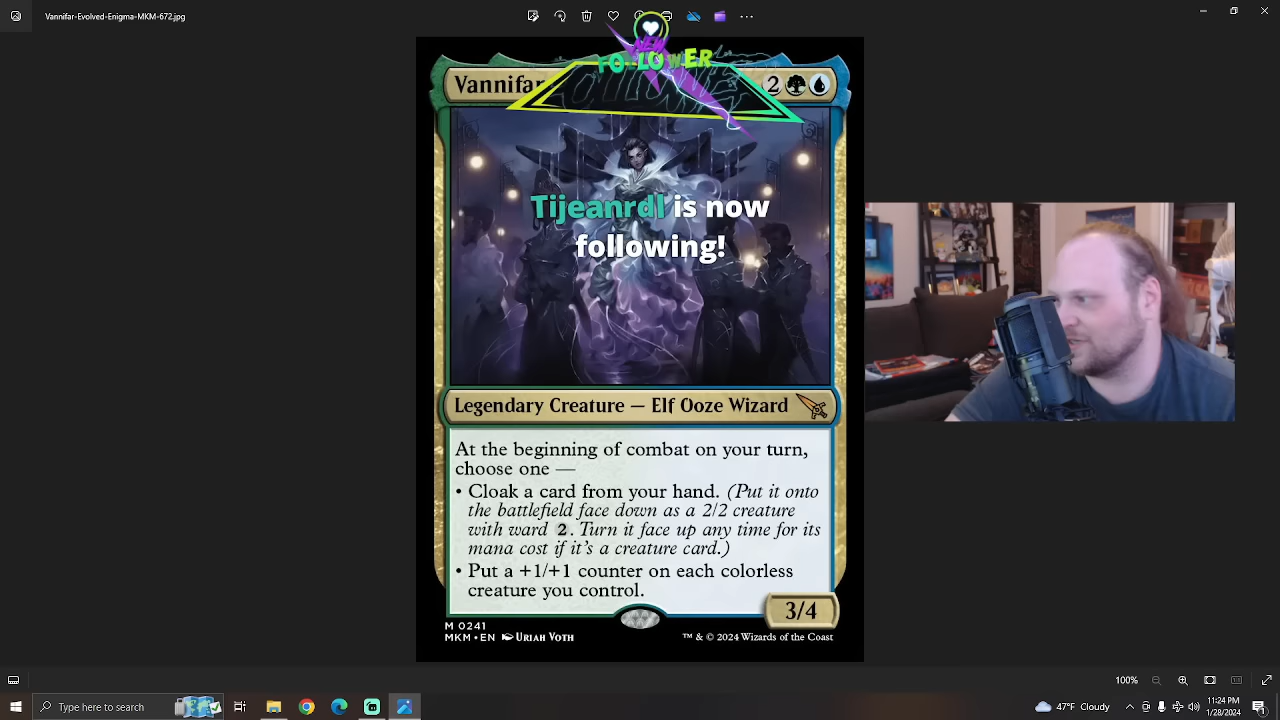 Vannifar-Evolved-Enigma-MKM-672.jpg
NEW
FOLLOWER
Vannifar
2
Tijeanrdl is now
following!
Legendary Creature — Elf Ooze Wizard
At the beginning of combat on your turn,
choose one —
• Cloak a card from your hand. (Put it onto
the battlefield face down as a 2/2 creature
with ward 2. Turn it face up any time for its
mana cost if it's a creature card.)
• Put a +1/+1 counter on each colorless
creature you control.
3/4
M 0241
MKM • EN Uriah Voth
™ & © 2024 Wizards of the Coast
100%
Type here to search
47°F Cloudy
11:24 PM
1/28/2024